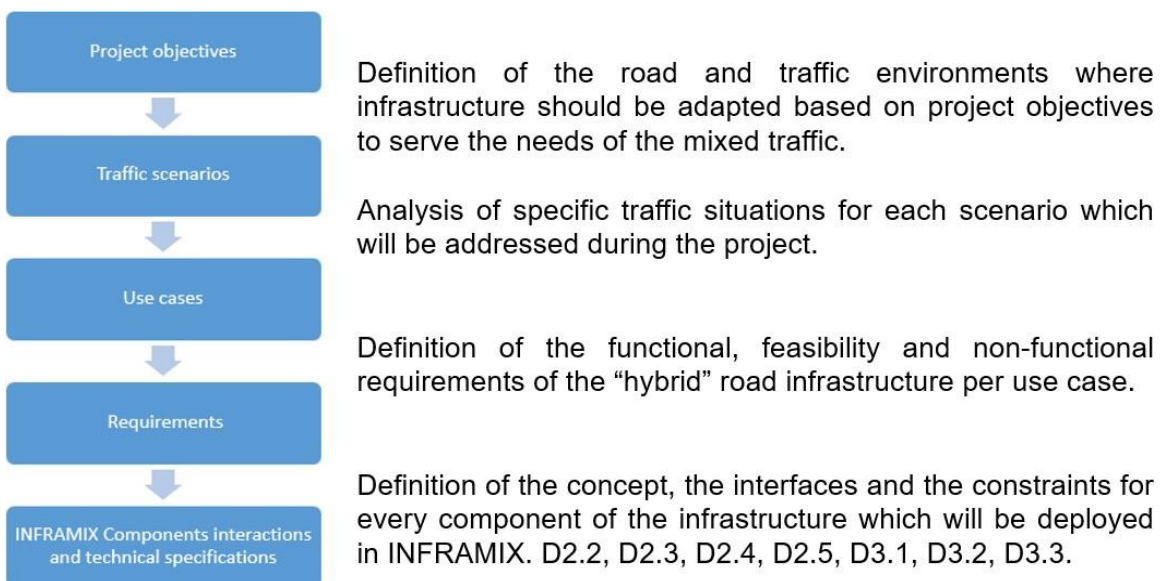 Project objectives
Definition of the road and traffic environments where
infrastructure should be adapted based on project objectives
to serve the needs of the mixed traffic.
Traffic scenarios
Analysis of specific traffic situations for each scenario which
will be addressed during the project.
Use cases
Definition of the functional, feasibility and non-functional
requirements of the “hybrid” road infrastructure per use case.
Requirements
Definition of the concept, the interfaces and the constraints for
every component of the infrastructure which will be deployed
in INFRAMIX. D2.2, D2.3, D2.4, D2.5, D3.1, D3.2, D3.3.
INFRAMIX Components interactions
and technical specifications